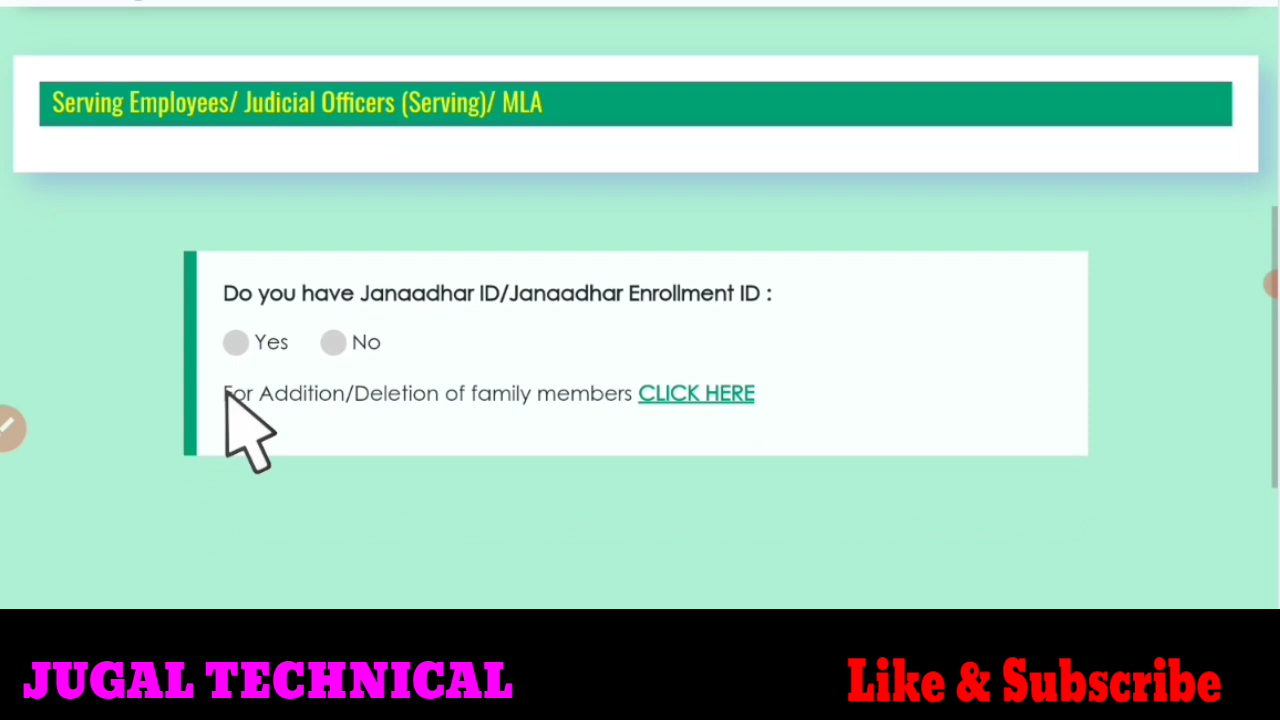 Serving Employees/ Judicial Officers (Serving)/ MLA
Do you have Janaadhar ID/Janaadhar Enrollment ID :
Yes No
For Addition/Deletion of family members CLICK HERE
JUGAL TECHNICAL
Like & Subscribe